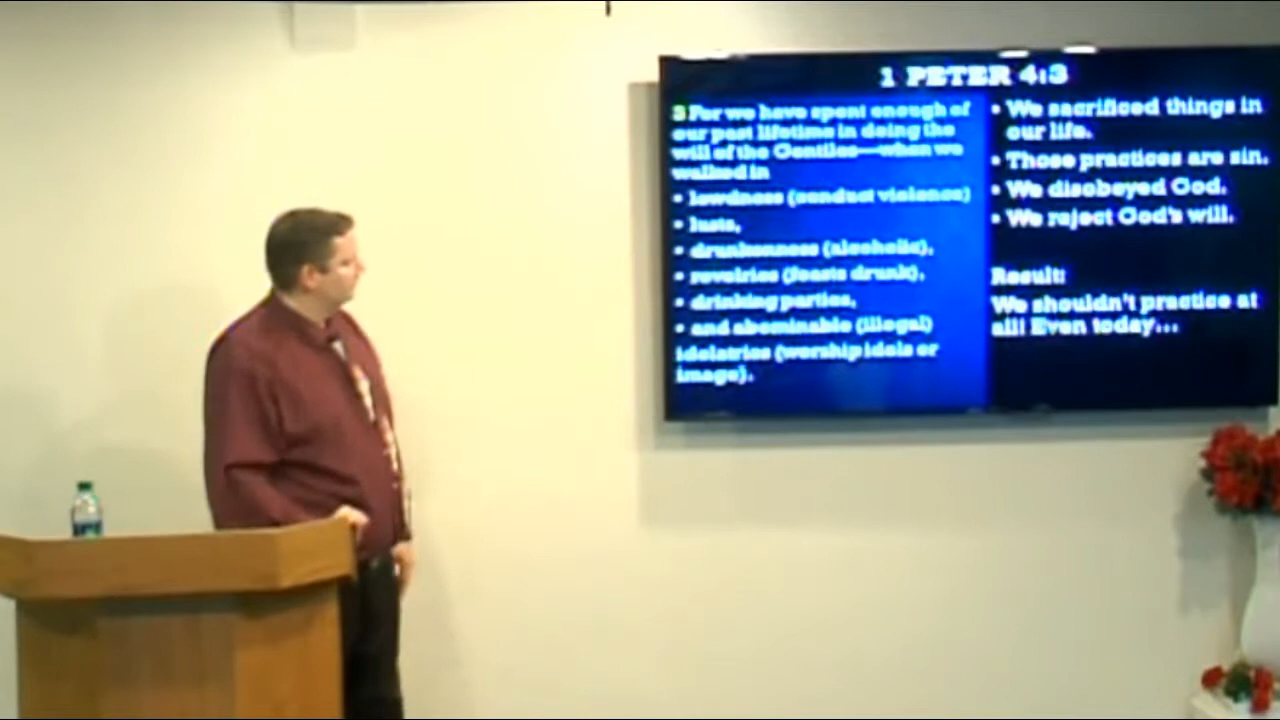 1 PETER 4:3
3 For we have spent enough of
our past lifetime in doing the
will of the Gentiles—when we
walked in
• lewdness (conduct violence)
• lusts,
• drunkenness (alcoholic),
• revelries (feasts drunk),
• drinking parties,
• and abominable (illegal)
idolatries (worship idols or
image).
• We sacrificed things in
our life.
• Those practices are sin.
• We disobeyed God.
• We reject God's will.
Result:
We shouldn't practice at
all! Even today...